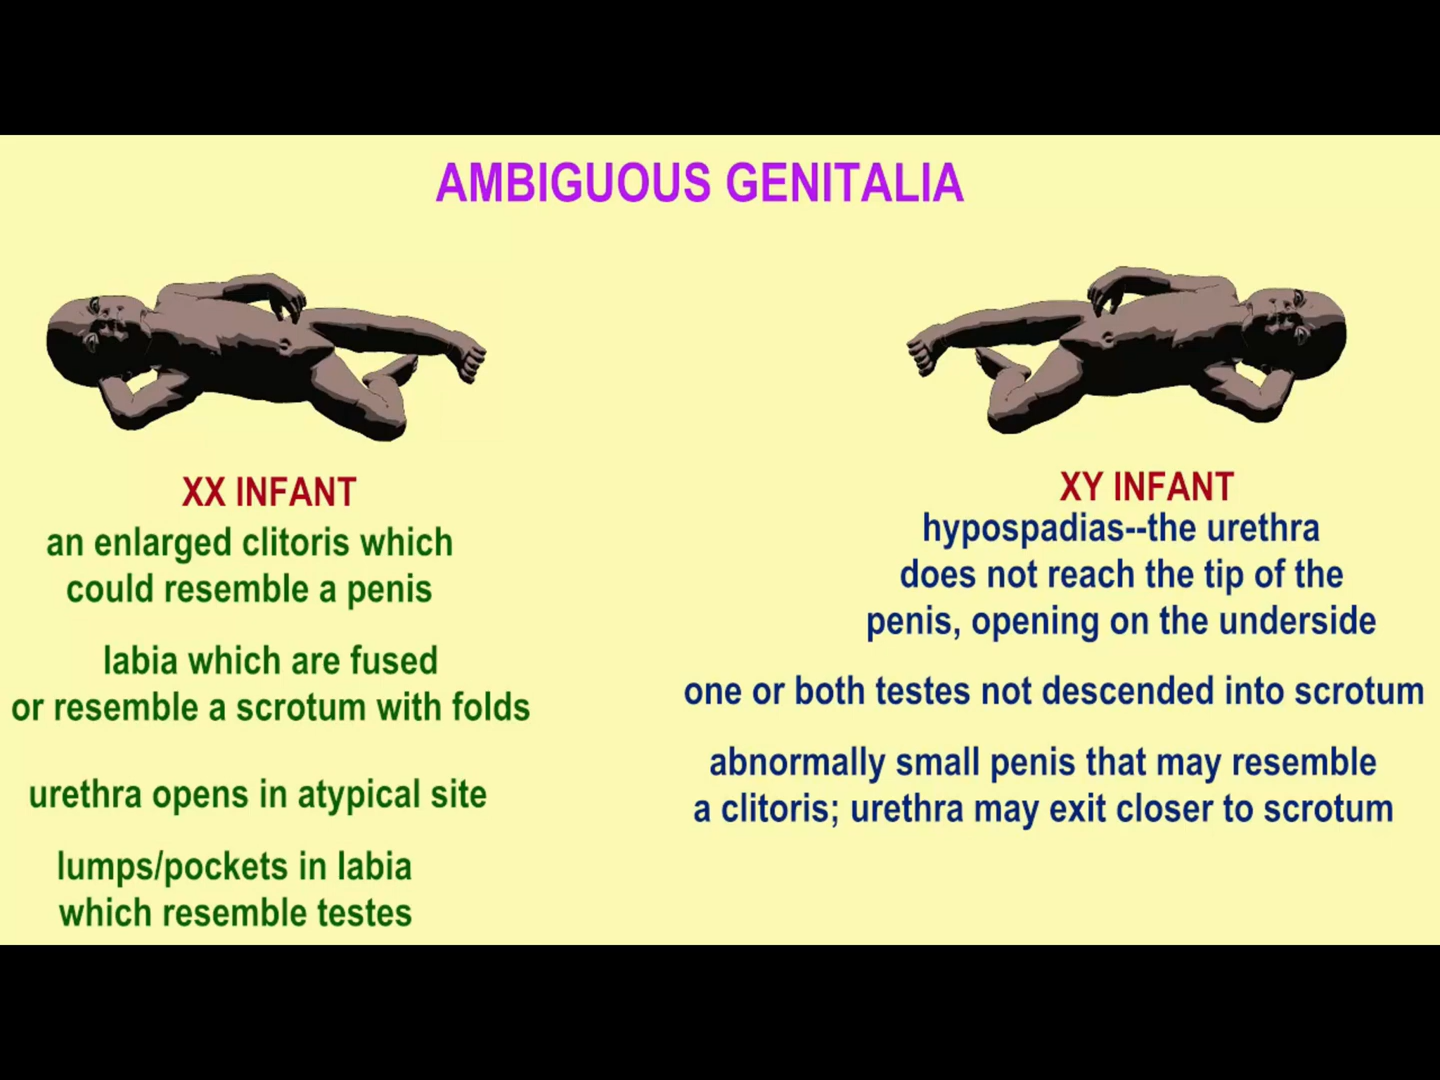 AMBIGUOUS GENITALIA
XX INFANT
an enlarged clitoris which
could resemble a penis
labia which are fused
or resemble a scrotum with folds
urethra opens in atypical site
lumps/pockets in labia
which resemble testes
XY INFANT
hypospadias--the urethra
does not reach the tip of the
penis, opening on the underside
one or both testes not descended into scrotum
abnormally small penis that may resemble
a clitoris; urethra may exit closer to scrotum